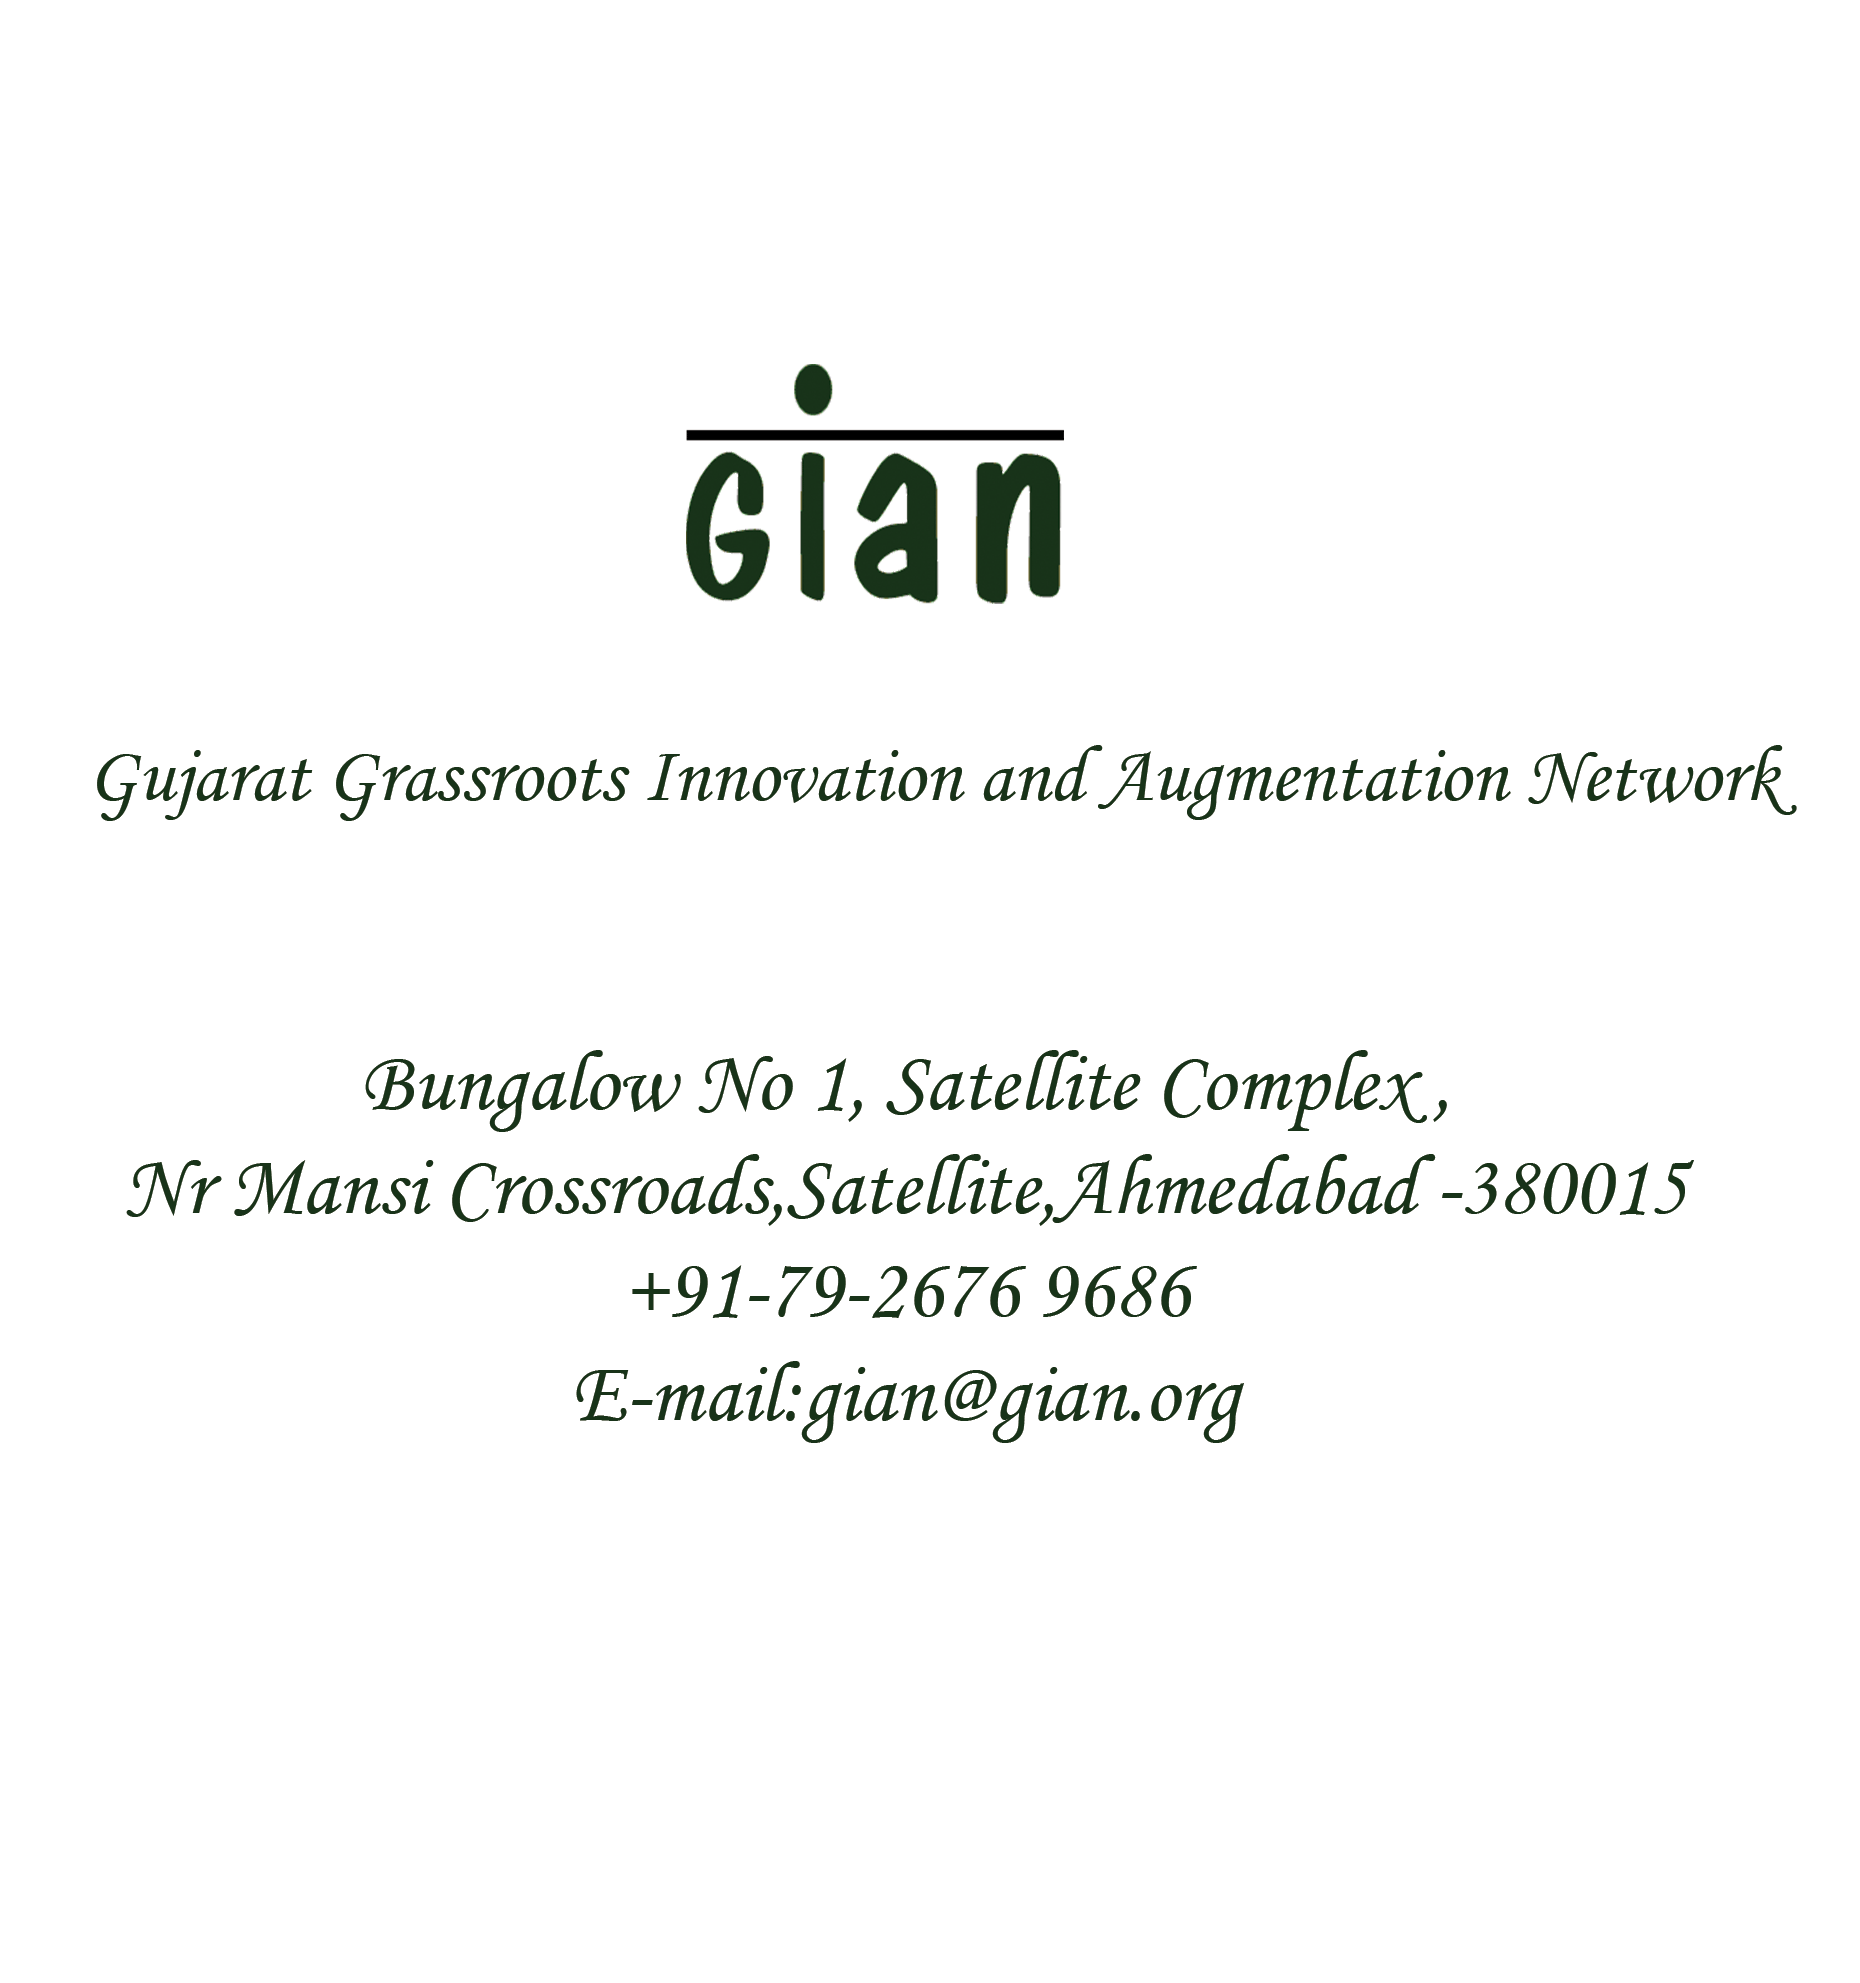 Gian
Gujarat Grassroots Innovation and Augmentation Network
Bungalow No 1, Satellite Complex,
Nr Mansi Crossroads,Satellite,Ahmedabad -380015
+91-79-2676 9686
E-mail:gian@gian.org